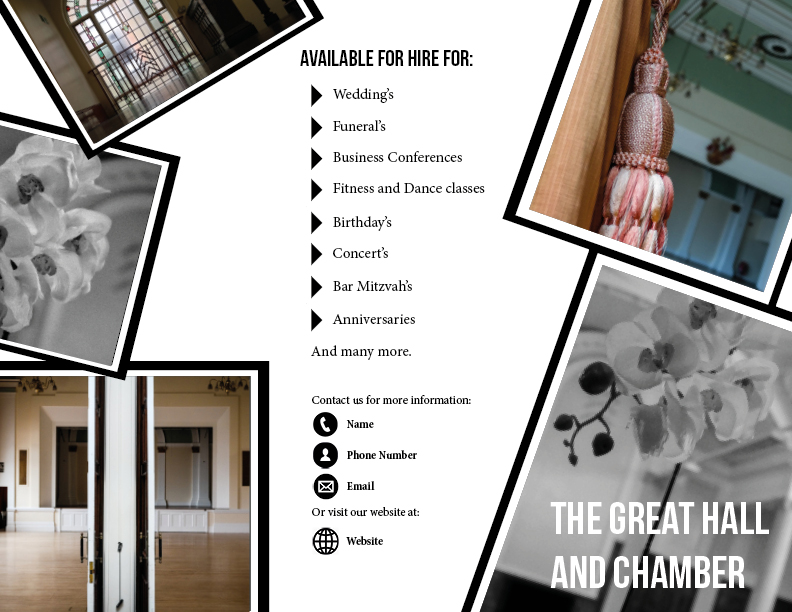 AVAILABLE FOR HIRE FOR:
Wedding's
Funeral's
Business Conferences
Fitness and Dance classes
Birthday's
Concert's
Bar Mitzvah's
Anniversaries
And many more.
Contact us for more information:
Name
Phone Number
Email
Or visit our website at:
Website
THE GREAT HALL
AND CHAMBER